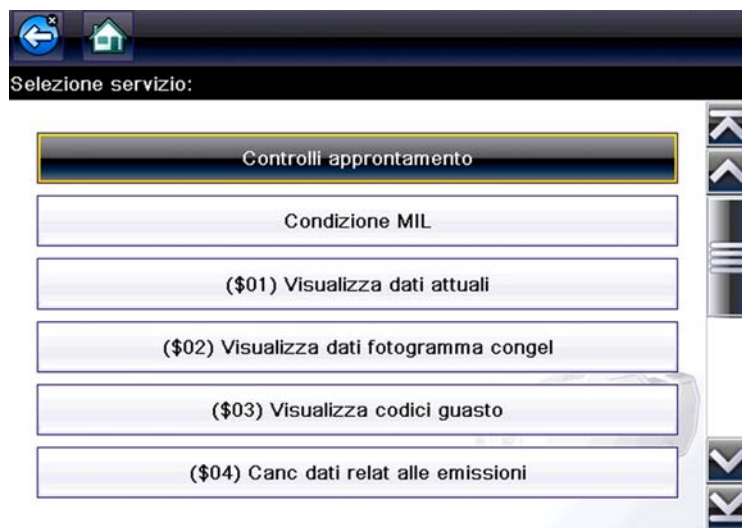 Selezione servizio:
Controlli approntamento
Condizione MIL
($01) Visualizza dati attuali
($02) Visualizza dati fotogramma congel
($03) Visualizza codici guasto
($04) Canc dati relat alle emissioni